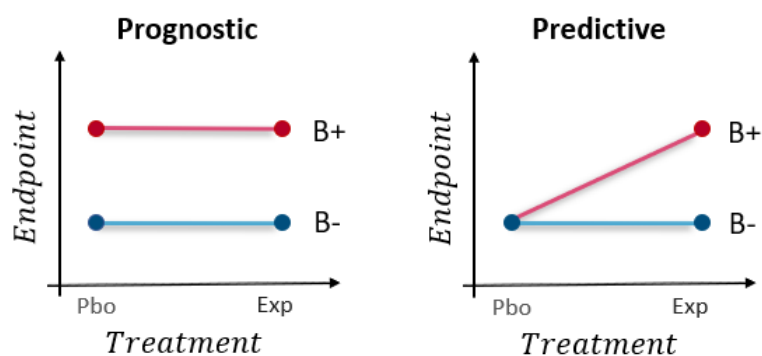 Prognostic
Endpoint
B+
B-
Pbo
Exp
Treatment
Predictive
Endpoint
B+
B-
Pbo
Exp
Treatment